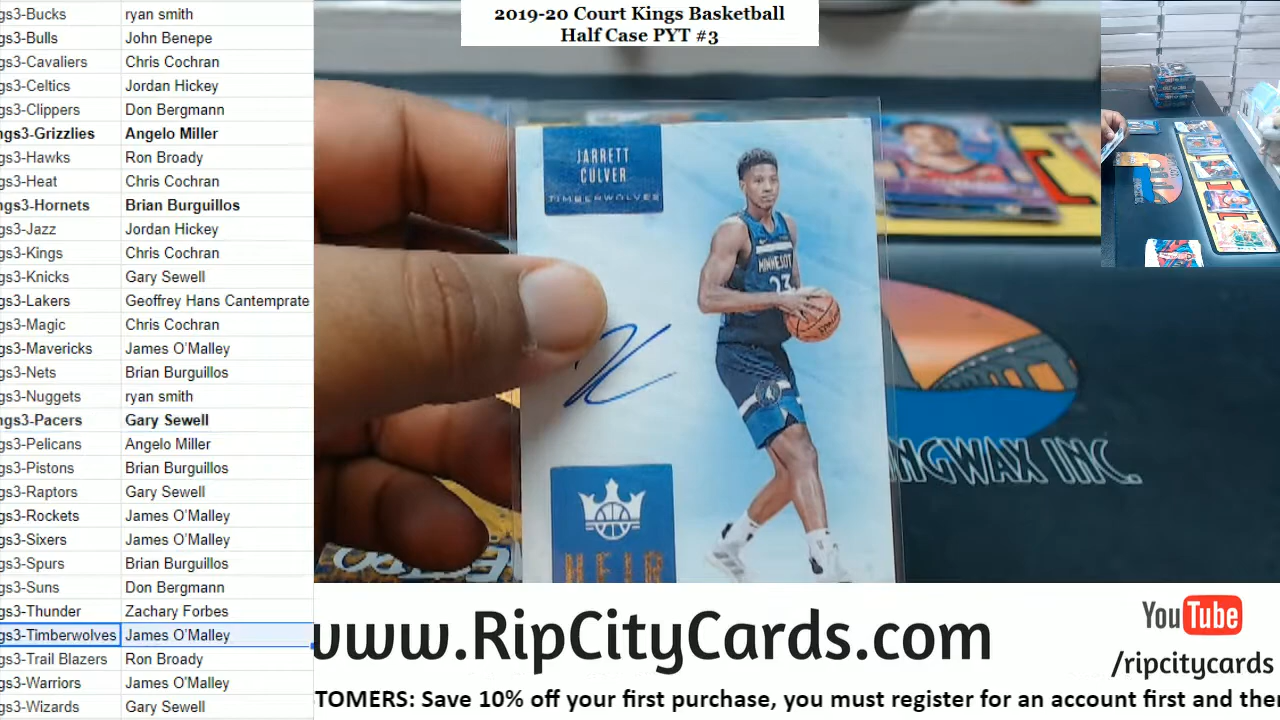 2019-20 Court Kings Basketball
Half Case PYT #3
gs3-Bucks ryan smith
gs3-Bulls John Benepe
gs3-Cavaliers Chris Cochran
gs3-Celtics Jordan Hickey
gs3-Clippers Don Bergmann
ngs3-Grizzlies Angelo Miller
gs3-Hawks Ron Broady
gs3-Heat Chris Cochran
ngs3-Hornets Brian Burguillos
gs3-Jazz Jordan Hickey
gs3-Kings Chris Cochran
gs3-Knicks Gary Sewell
gs3-Lakers Geoffrey Hans Cantemprate
gs3-Magic Chris Cochran
gs3-Mavericks James O'Malley
gs3-Nets Brian Burguillos
gs3-Nuggets ryan smith
ngs3-Pacers Gary Sewell
gs3-Pelicans Angelo Miller
gs3-Pistons Brian Burguillos
gs3-Raptors Gary Sewell
gs3-Rockets James O'Malley
gs3-Sixers James O'Malley
gs3-Spurs Brian Burguillos
gs3-Suns Don Bergmann
gs3-Thunder Zachary Forbes
gs3-Timberwolves James O'Malley
gs3-Trail Blazers Ron Broady
gs3-Warriors James O'Malley
gs3-Wizards Gary Sewell
JARRETT
CULVER
TIMBERWOLVES
MINNESOT
23
HEIR
NGWAX INC.
www.RipCityCards.com
YouTube
/ripcitycards
TOMERS: Save 10% off your first purchase, you must register for an account first and the